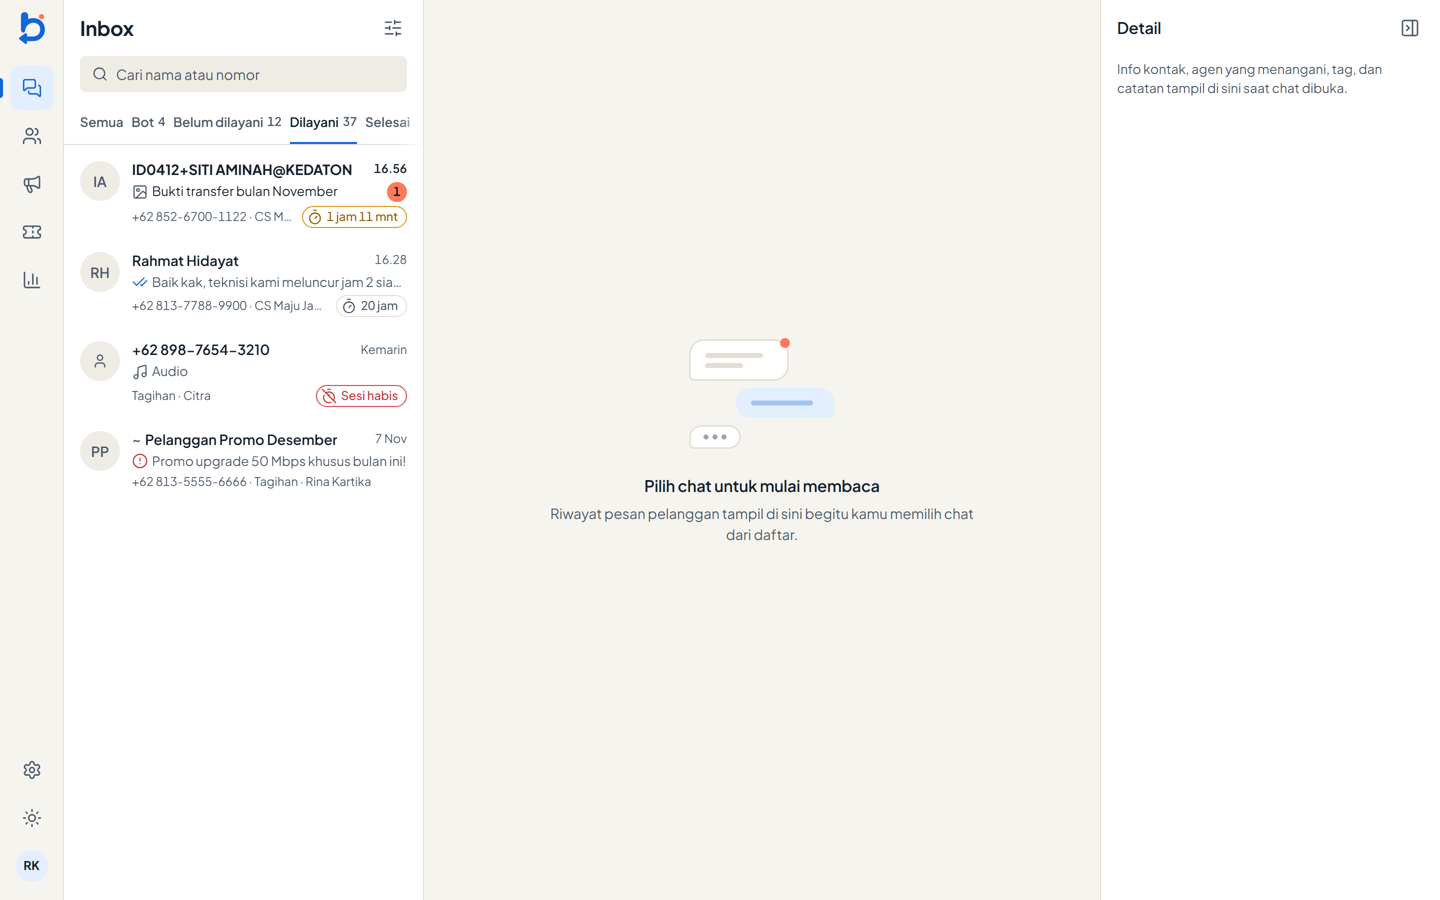 Inbox
Cari nama atau nomor
Semua Bot 4 Belum dilayani 12 Dilayani 37 Selesai
IA
ID0412+SITI AMINAH@KEDATON 16.56
Bukti transfer bulan November 1
+62 852-6700-1122 · CS M... 1 jam 11 mnt
RH
Rahmat Hidayat 16.28
Baik kak, teknisi kami meluncur jam 2 sia...
+62 813-7788-9900 · CS Maju Ja... 20 jam
+62 898-7654-3210 Kemarin
Audio
Tagihan · Citra Sesi habis
PP
~ Pelanggan Promo Desember 7 Nov
Promo upgrade 50 Mbps khusus bulan ini!
+62 813-5555-6666 · Tagihan · Rina Kartika
RK
Pilih chat untuk mulai membaca
Riwayat pesan pelanggan tampil di sini begitu kamu memilih chat
dari daftar.
Detail
Info kontak, agen yang menangani, tag, dan
catatan tampil di sini saat chat dibuka.